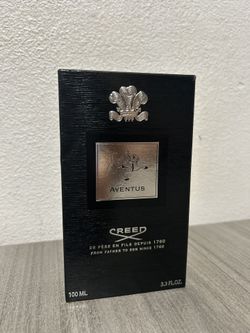 AVENTUS
CREED
DE PÈRE EN FILS DEPUIS 1760
FROM FATHER TO SON SINCE 1760
100 ML
3.3 FL.OZ.